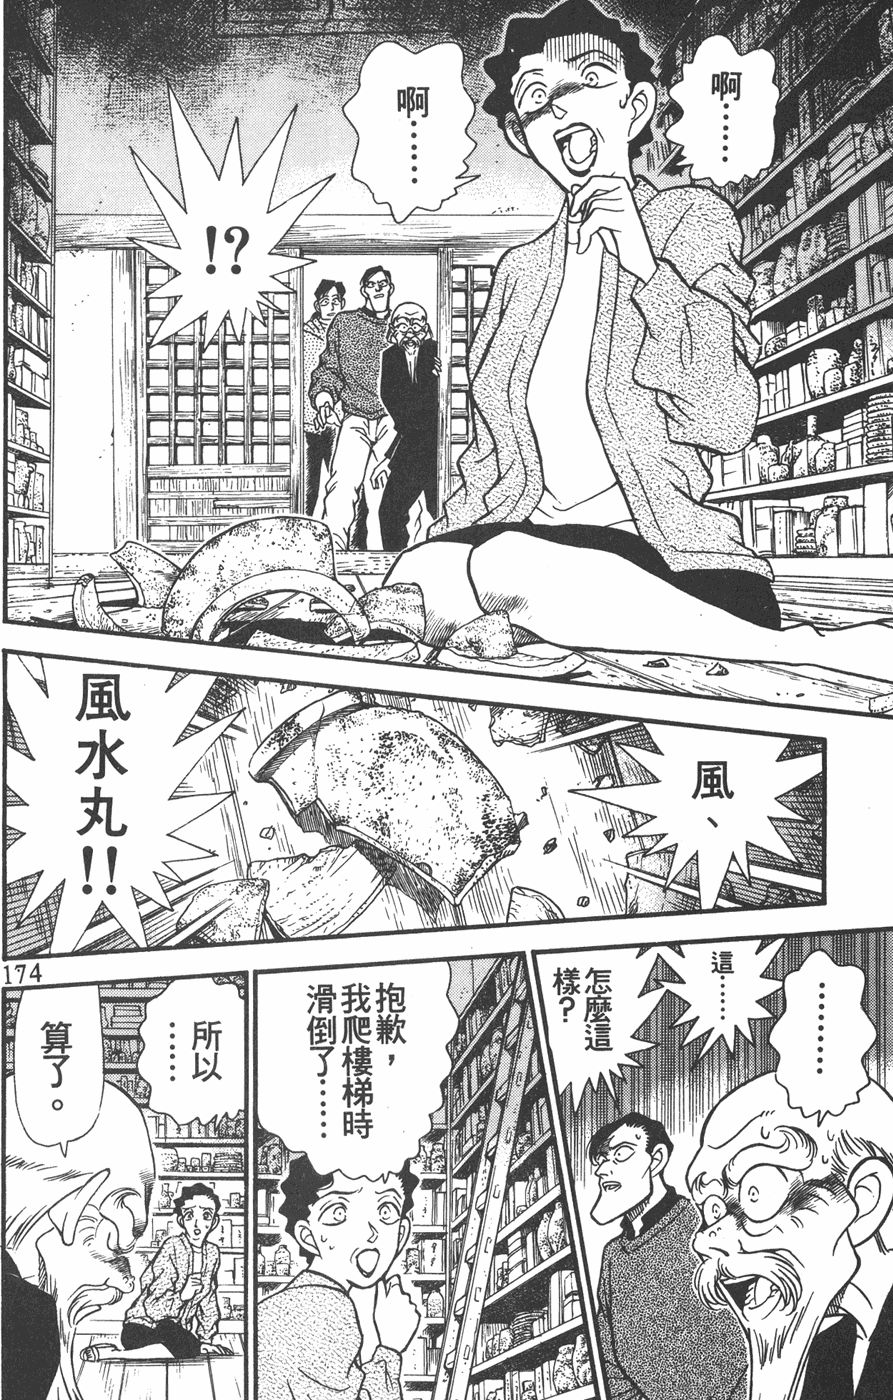 啊……
啊……
!?
風、
風水丸!!
……
這……
怎麼這
樣?
抱歉，
我爬樓梯時
滑倒了……
所以
……
算了。
174